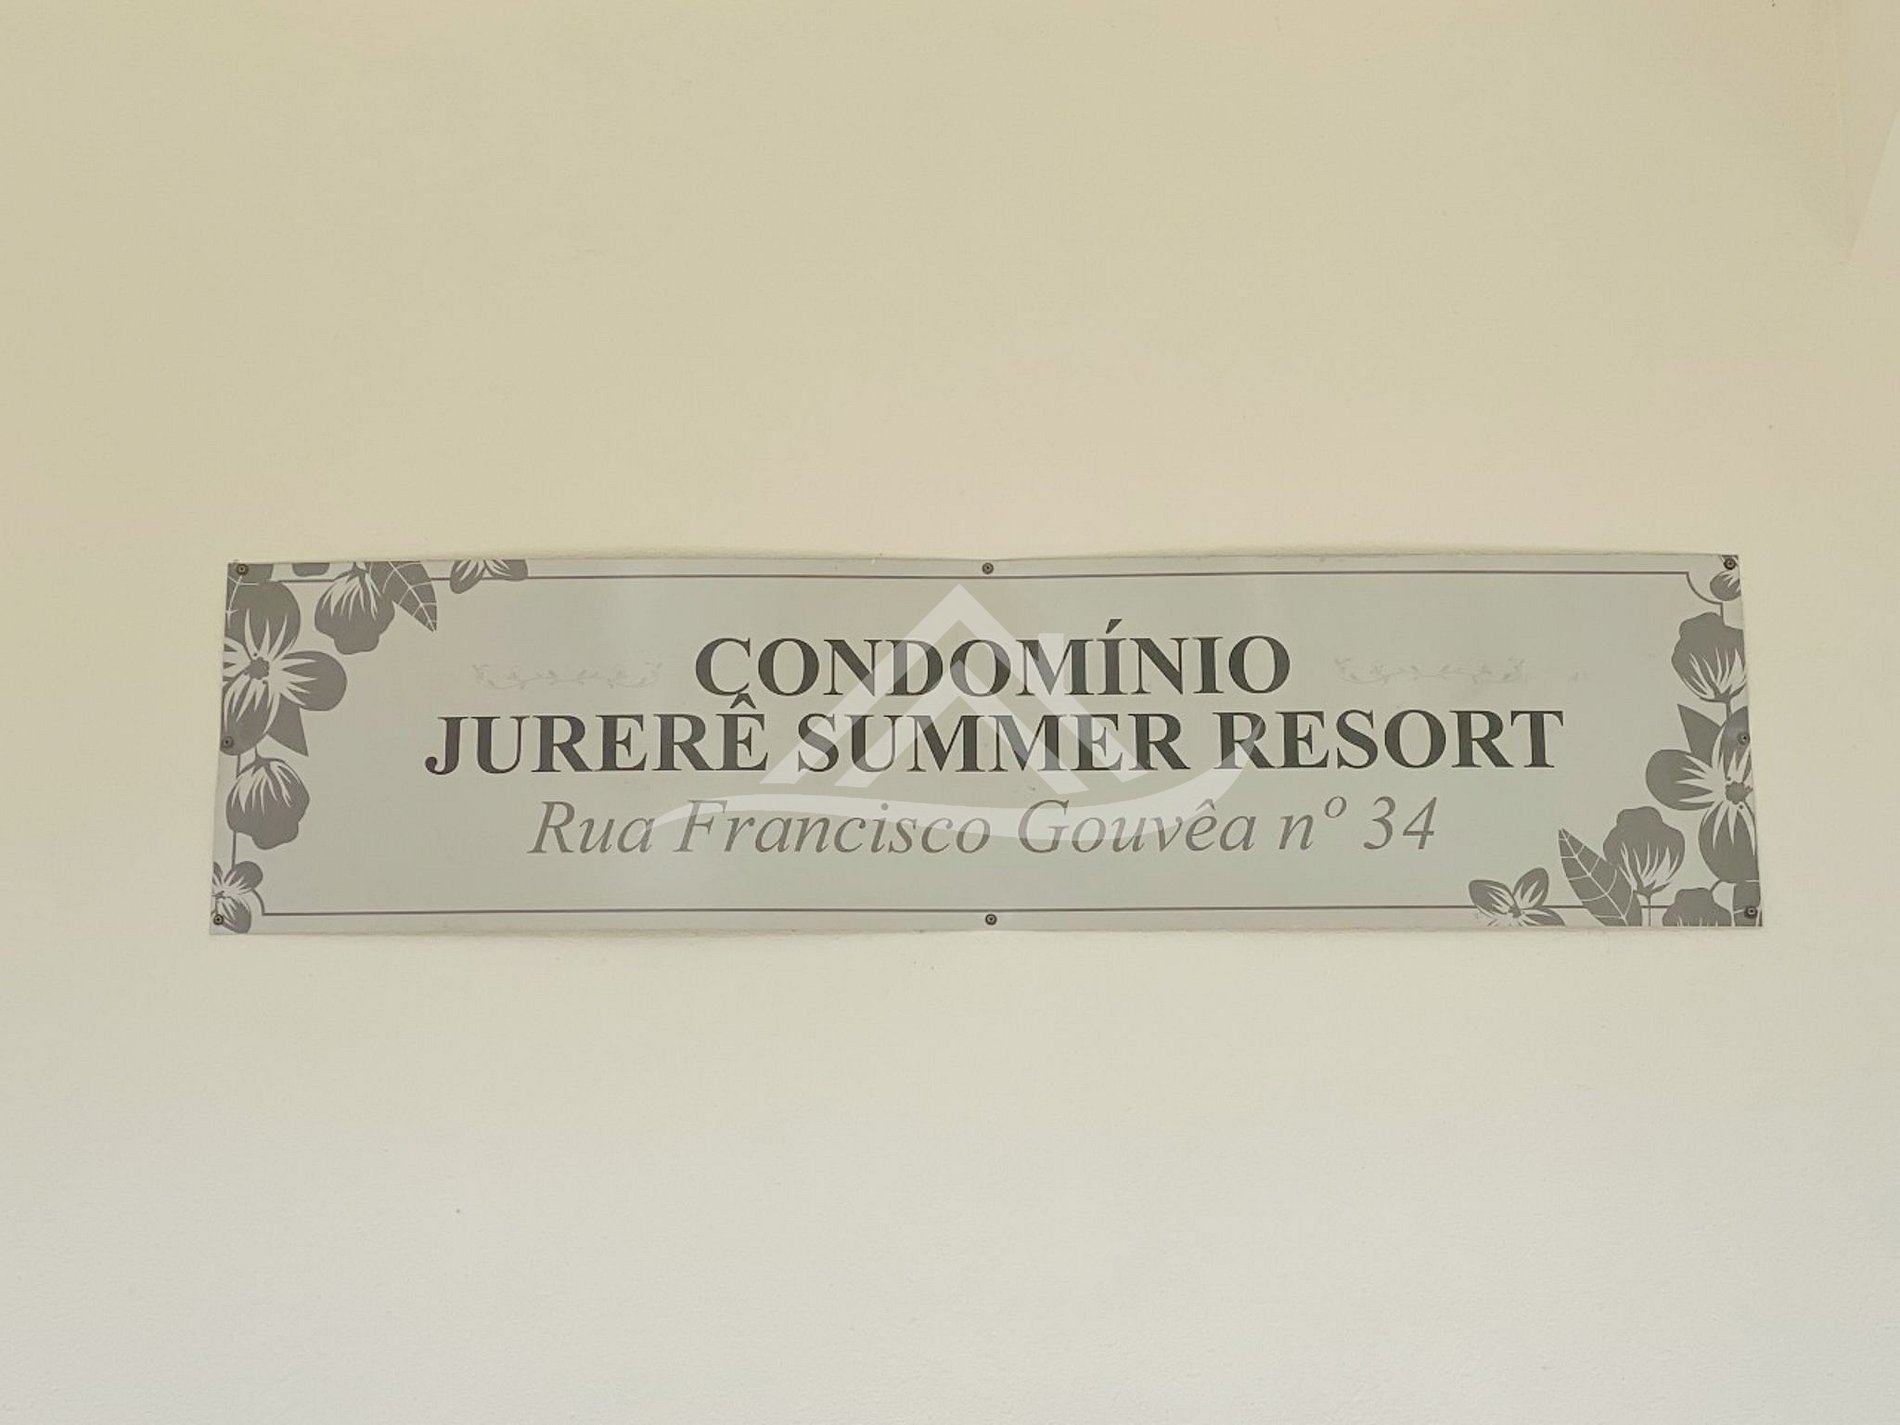 CONDOMÍNIO
JURERÊ SUMMER RESORT
Rua Francisco Gouvêa nº 34